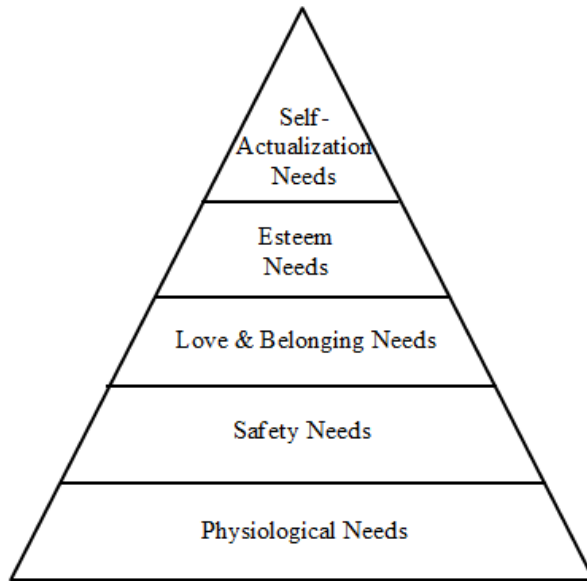 Self-
Actualization
Needs
Esteem
Needs
Love & Belonging Needs
Safety Needs
Physiological Needs